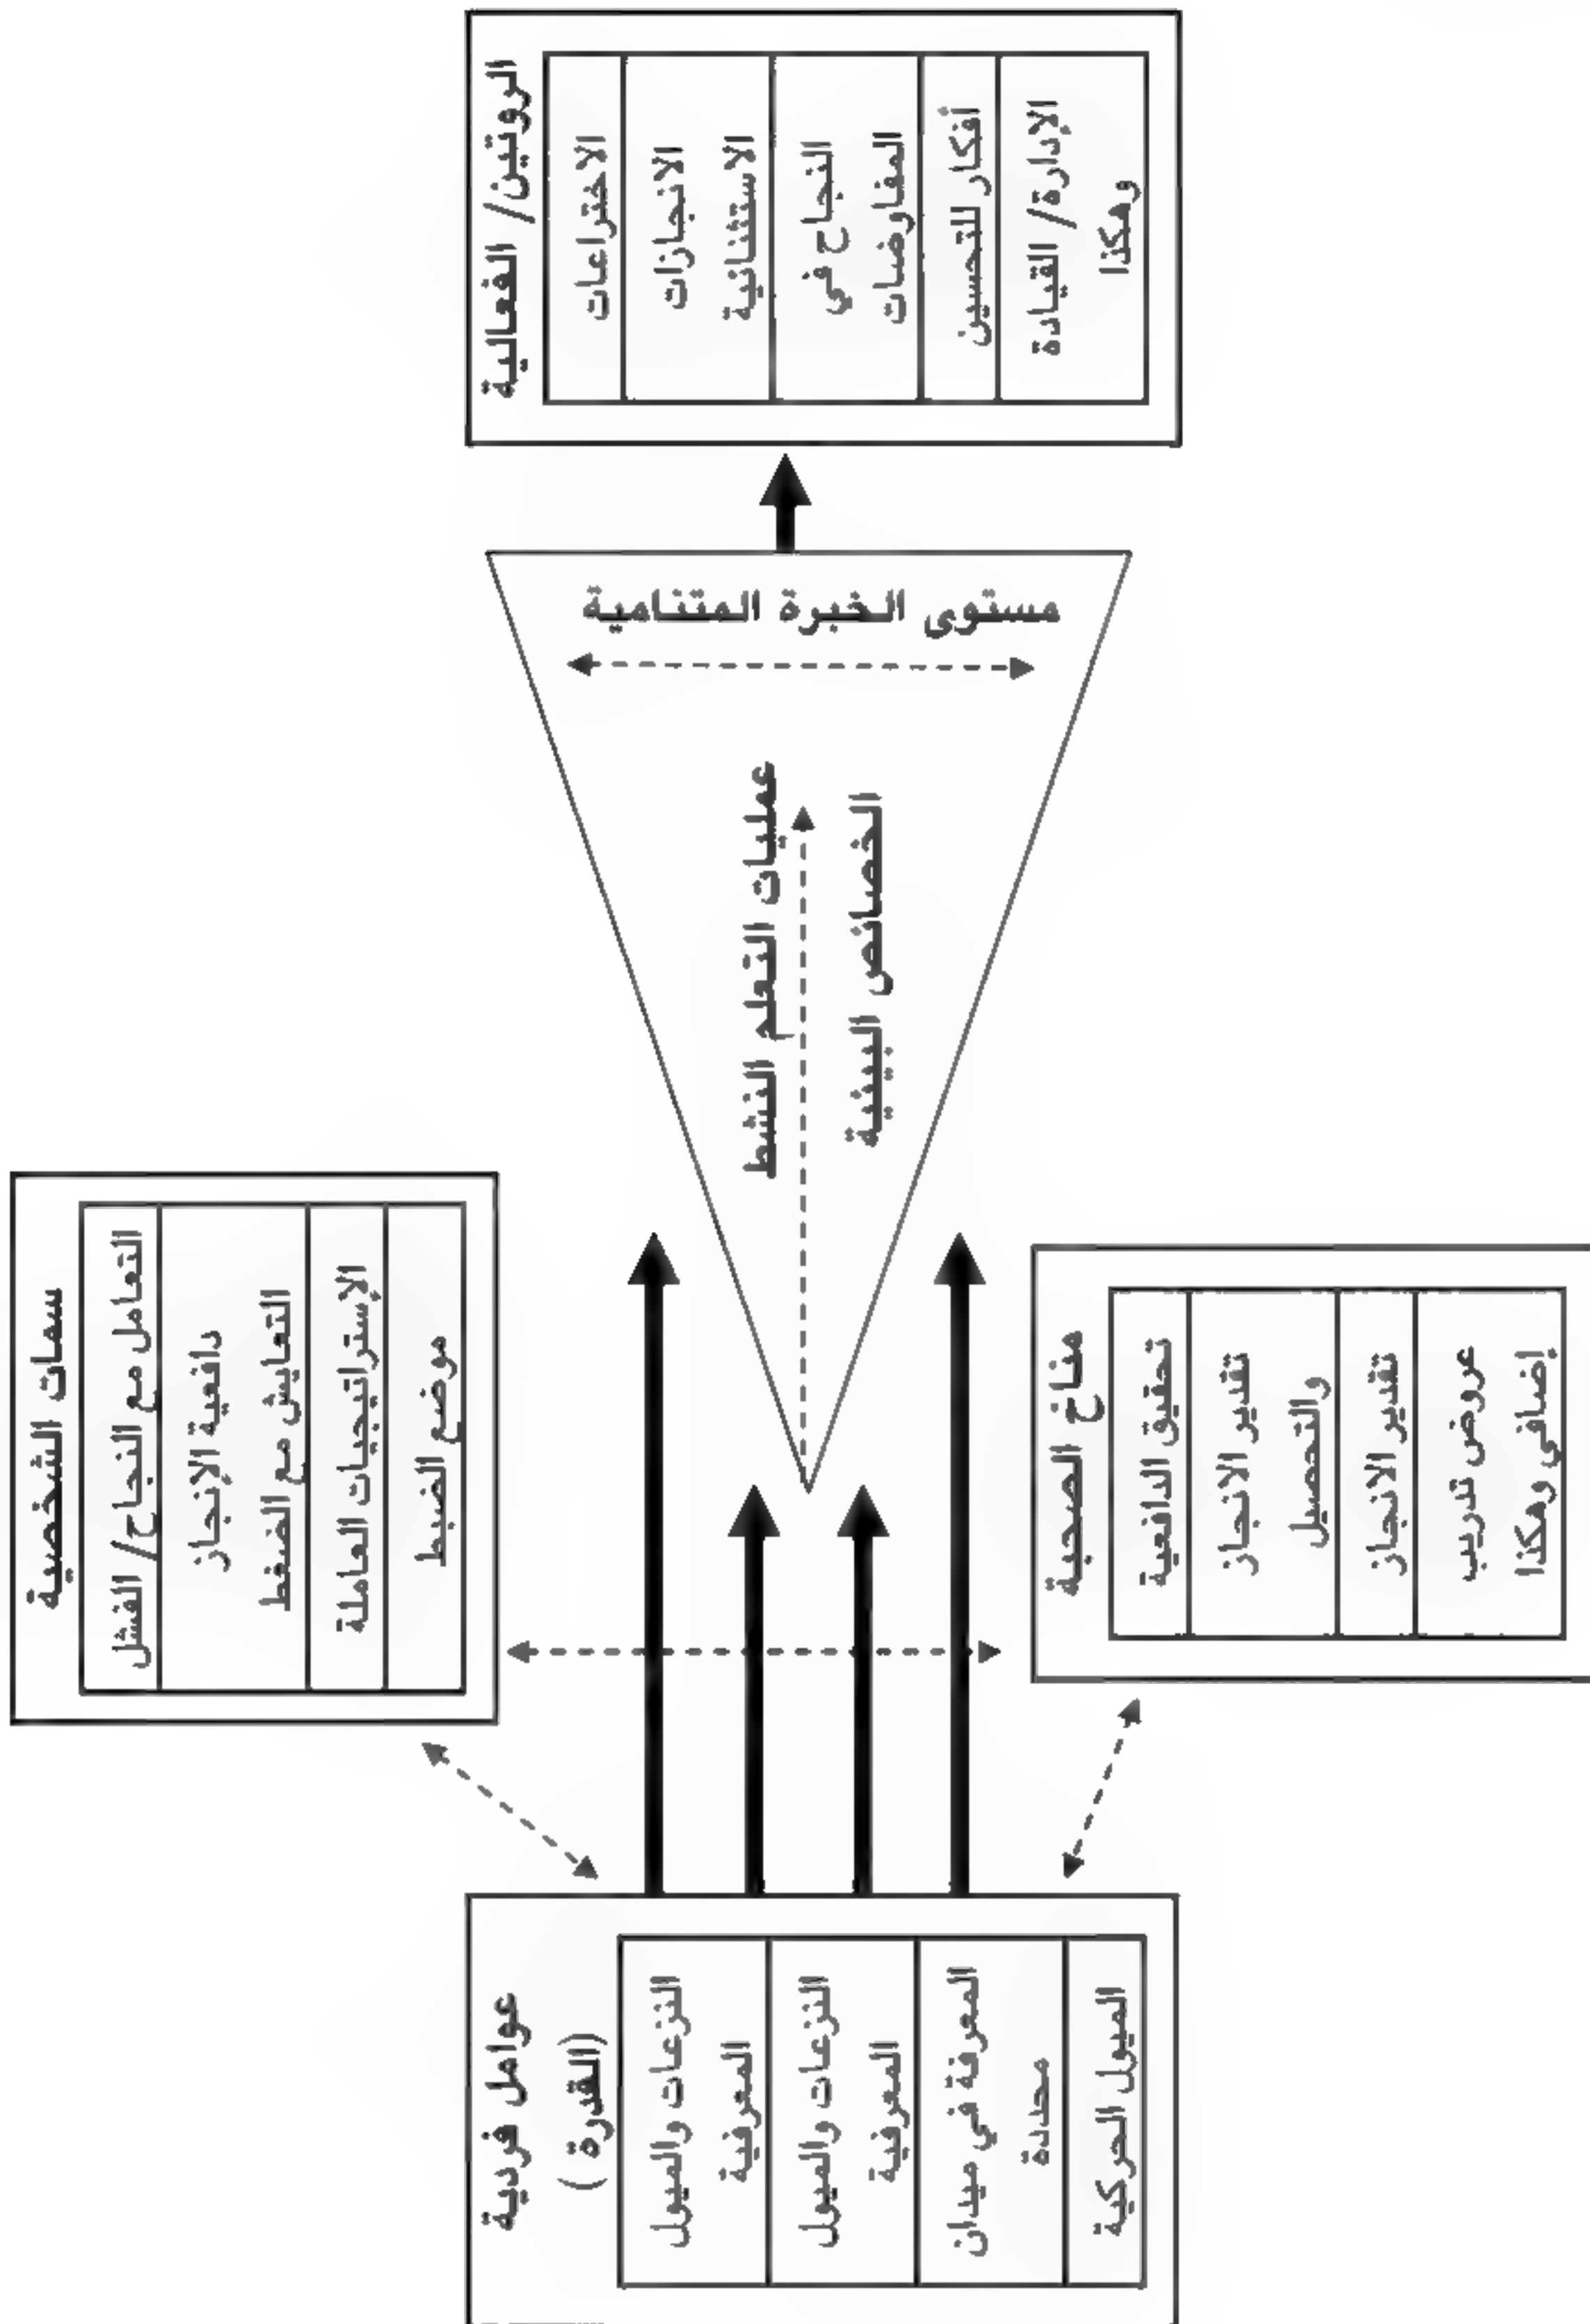 سمات الشخصية
التعامل مع النجاح/ الفشل
دافعية الإنجاز
التعايش مع الضغط
الإستراتيجيات العاملة
موضع الضبط
عوامل فردية
(القدرة )
النزعات والميول
المعرفية
النزعات والميول
المعرفية
المعرفة في ميدان
محددة
الميول الحركية
مناخ الصحبة
تحقيق الدافعية
تقدير الانجاز
والتحصيل
تقدير الانجاز
عروض تدريب
إضافي وهكذا
عمليات التعلم النشط
الخصائص البيئية
مستوى الخبرة المتنامية
الروتين/ الفعالية
الاختراعات
الانجازات
الاستثنائية
النجاح في
المفاوضات
أفكار للتحسين
الإدارة/ القيادة
وهكذا